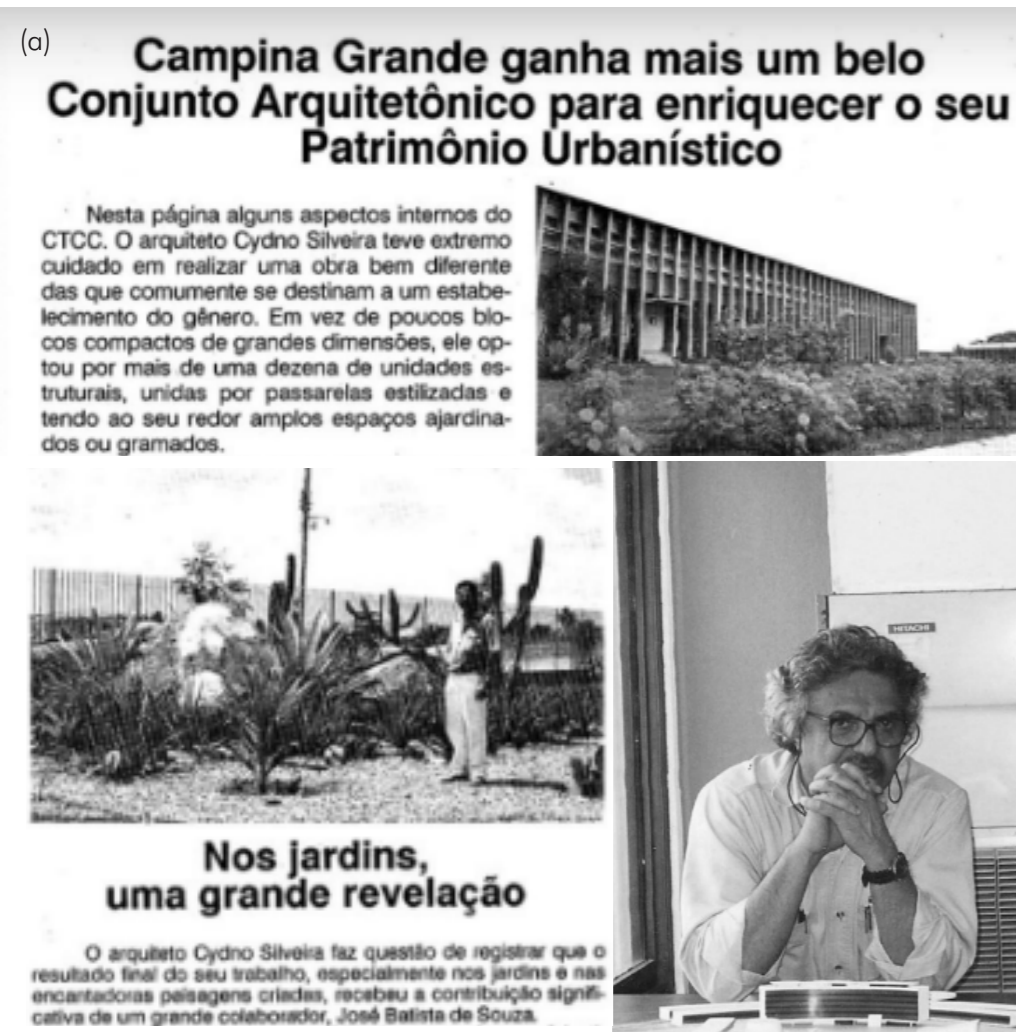 (a)
Campina Grande ganha mais um belo
Conjunto Arquitetônico para enriquecer o seu
Patrimônio Urbanístico
Nesta página alguns aspectos internos do
CTCC. O arquiteto Cydno Silveira teve extremo
cuidado em realizar uma obra bem diferente
das que comumente se destinam a um estabe-
lecimento do gênero. Em vez de poucos blo-
cos compactos de grandes dimensões, ele op-
tou por mais de uma dezena de unidades es-
truturais, unidas por passarelas estilizadas e
tendo ao seu redor amplos espaços ajardina-
dos ou gramados.
HITACHI
Nos jardins,
uma grande revelação
O arquiteto Cydno Silveira faz questão de registrar que o
resultado final do seu trabalho, especialmente nos jardins e nas
encantadoras paisagens criadas, recebeu a contribuição signifi-
cativa de um grande colaborador, José Batista de Souza.